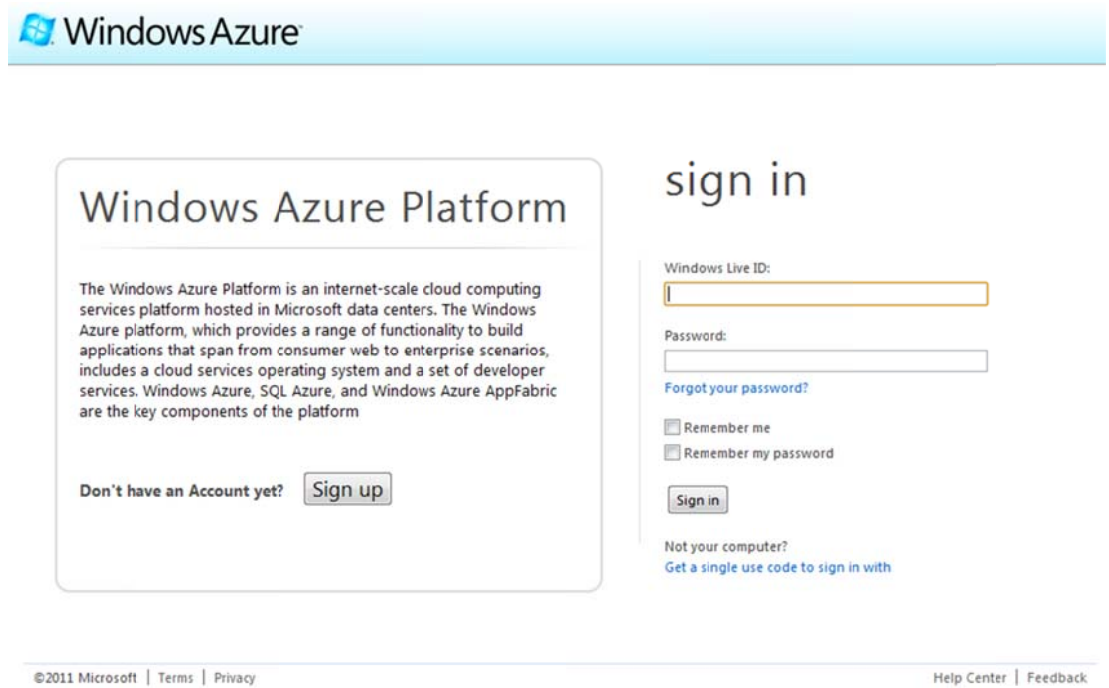 Windows Azure™
Windows Azure Platform
The Windows Azure Platform is an internet-scale cloud computing
services platform hosted in Microsoft data centers. The Windows
Azure platform, which provides a range of functionality to build
applications that span from consumer web to enterprise scenarios,
includes a cloud services operating system and a set of developer
services. Windows Azure, SQL Azure, and Windows Azure AppFabric
are the key components of the platform
Don't have an Account yet? Sign up
sign in
Windows Live ID:
Password:
Forgot your password?
Remember me
Remember my password
Sign in
Not your computer?
Get a single use code to sign in with
©2011 Microsoft | Terms | Privacy
Help Center | Feedback